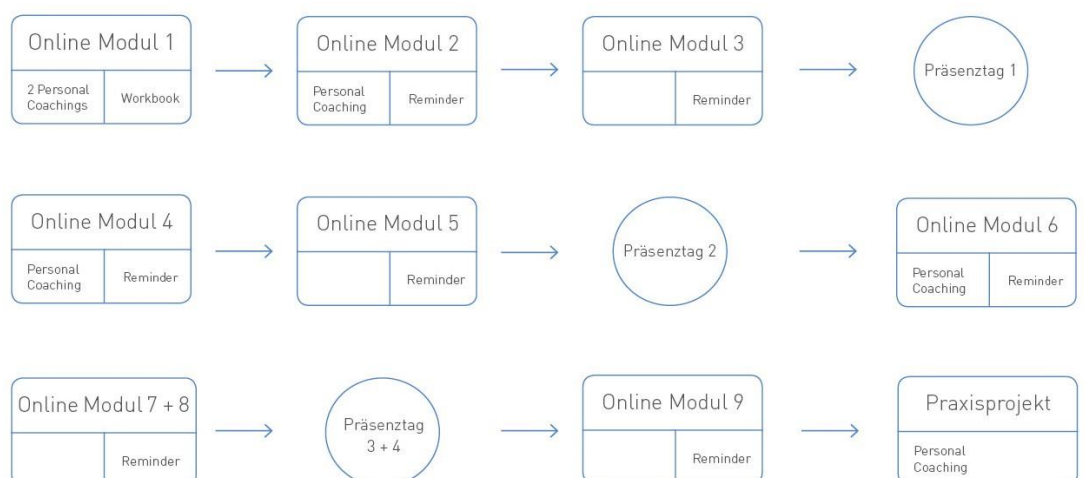 Online Modul 1
2 Personal
Coachings
Workbook
Online Modul 2
Personal
Coaching
Reminder
Online Modul 3
Reminder
Präsenztag 1
Online Modul 4
Personal
Coaching
Reminder
Online Modul 5
Reminder
Präsenztag 2
Online Modul 6
Personal
Coaching
Reminder
Online Modul 7 + 8
Reminder
Präsenztag
3 + 4
Online Modul 9
Reminder
Praxisprojekt
Personal
Coaching